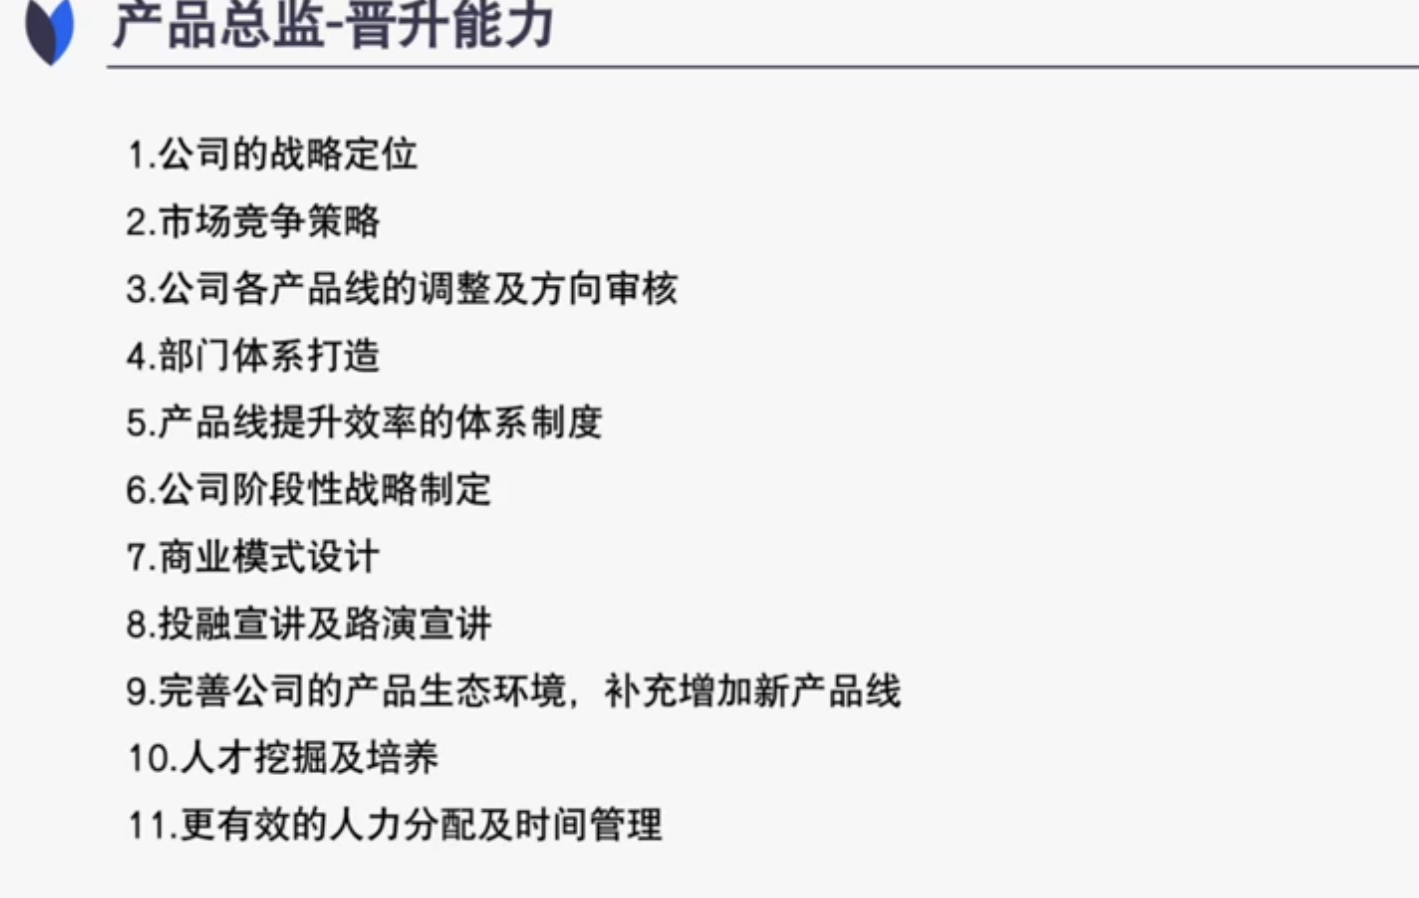 产品总监-晋升能力
1.公司的战略定位
2.市场竞争策略
3.公司各产品线的调整及方向审核
4.部门体系打造
5.产品线提升效率的体系制度
6.公司阶段性战略制定
7.商业模式设计
8.投融宣讲及路演宣讲
9.完善公司的产品生态环境，补充增加新产品线
10.人才挖掘及培养
11.更有效的人力分配及时间管理